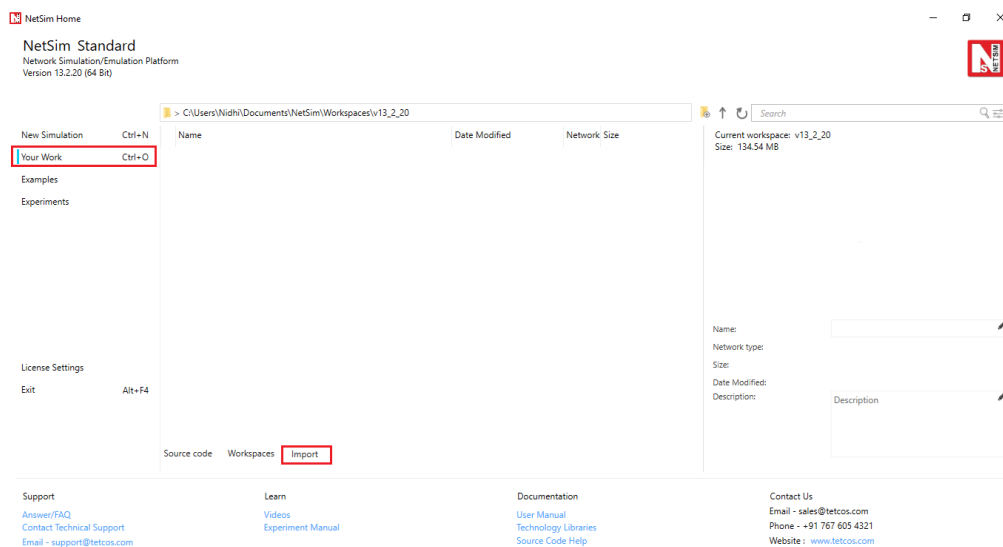 NetSim Home
NetSim Standard
Network Simulation/Emulation Platform
Version 13.2.20 (64 Bit)
NETSIM
> C:\Users\Nidhi\Documents\NetSim\Workspaces\v13_2_20
Search
New Simulation Ctrl+N
Your Work Ctrl+O
Examples
Experiments
License Settings
Exit Alt+F4
Name Date Modified Network Size
Source code Workspaces Import
Current workspace: v13_2_20
Size: 134.54 MB
Name:
Network type:
Size:
Date Modified:
Description: Description
Support
Answer/FAQ
Contact Technical Support
Email - support@tetcos.com
Learn
Videos
Experiment Manual
Documentation
User Manual
Technology Libraries
Source Code Help
Contact Us
Email - sales@tetcos.com
Phone - +91 767 605 4321
Website : www.tetcos.com